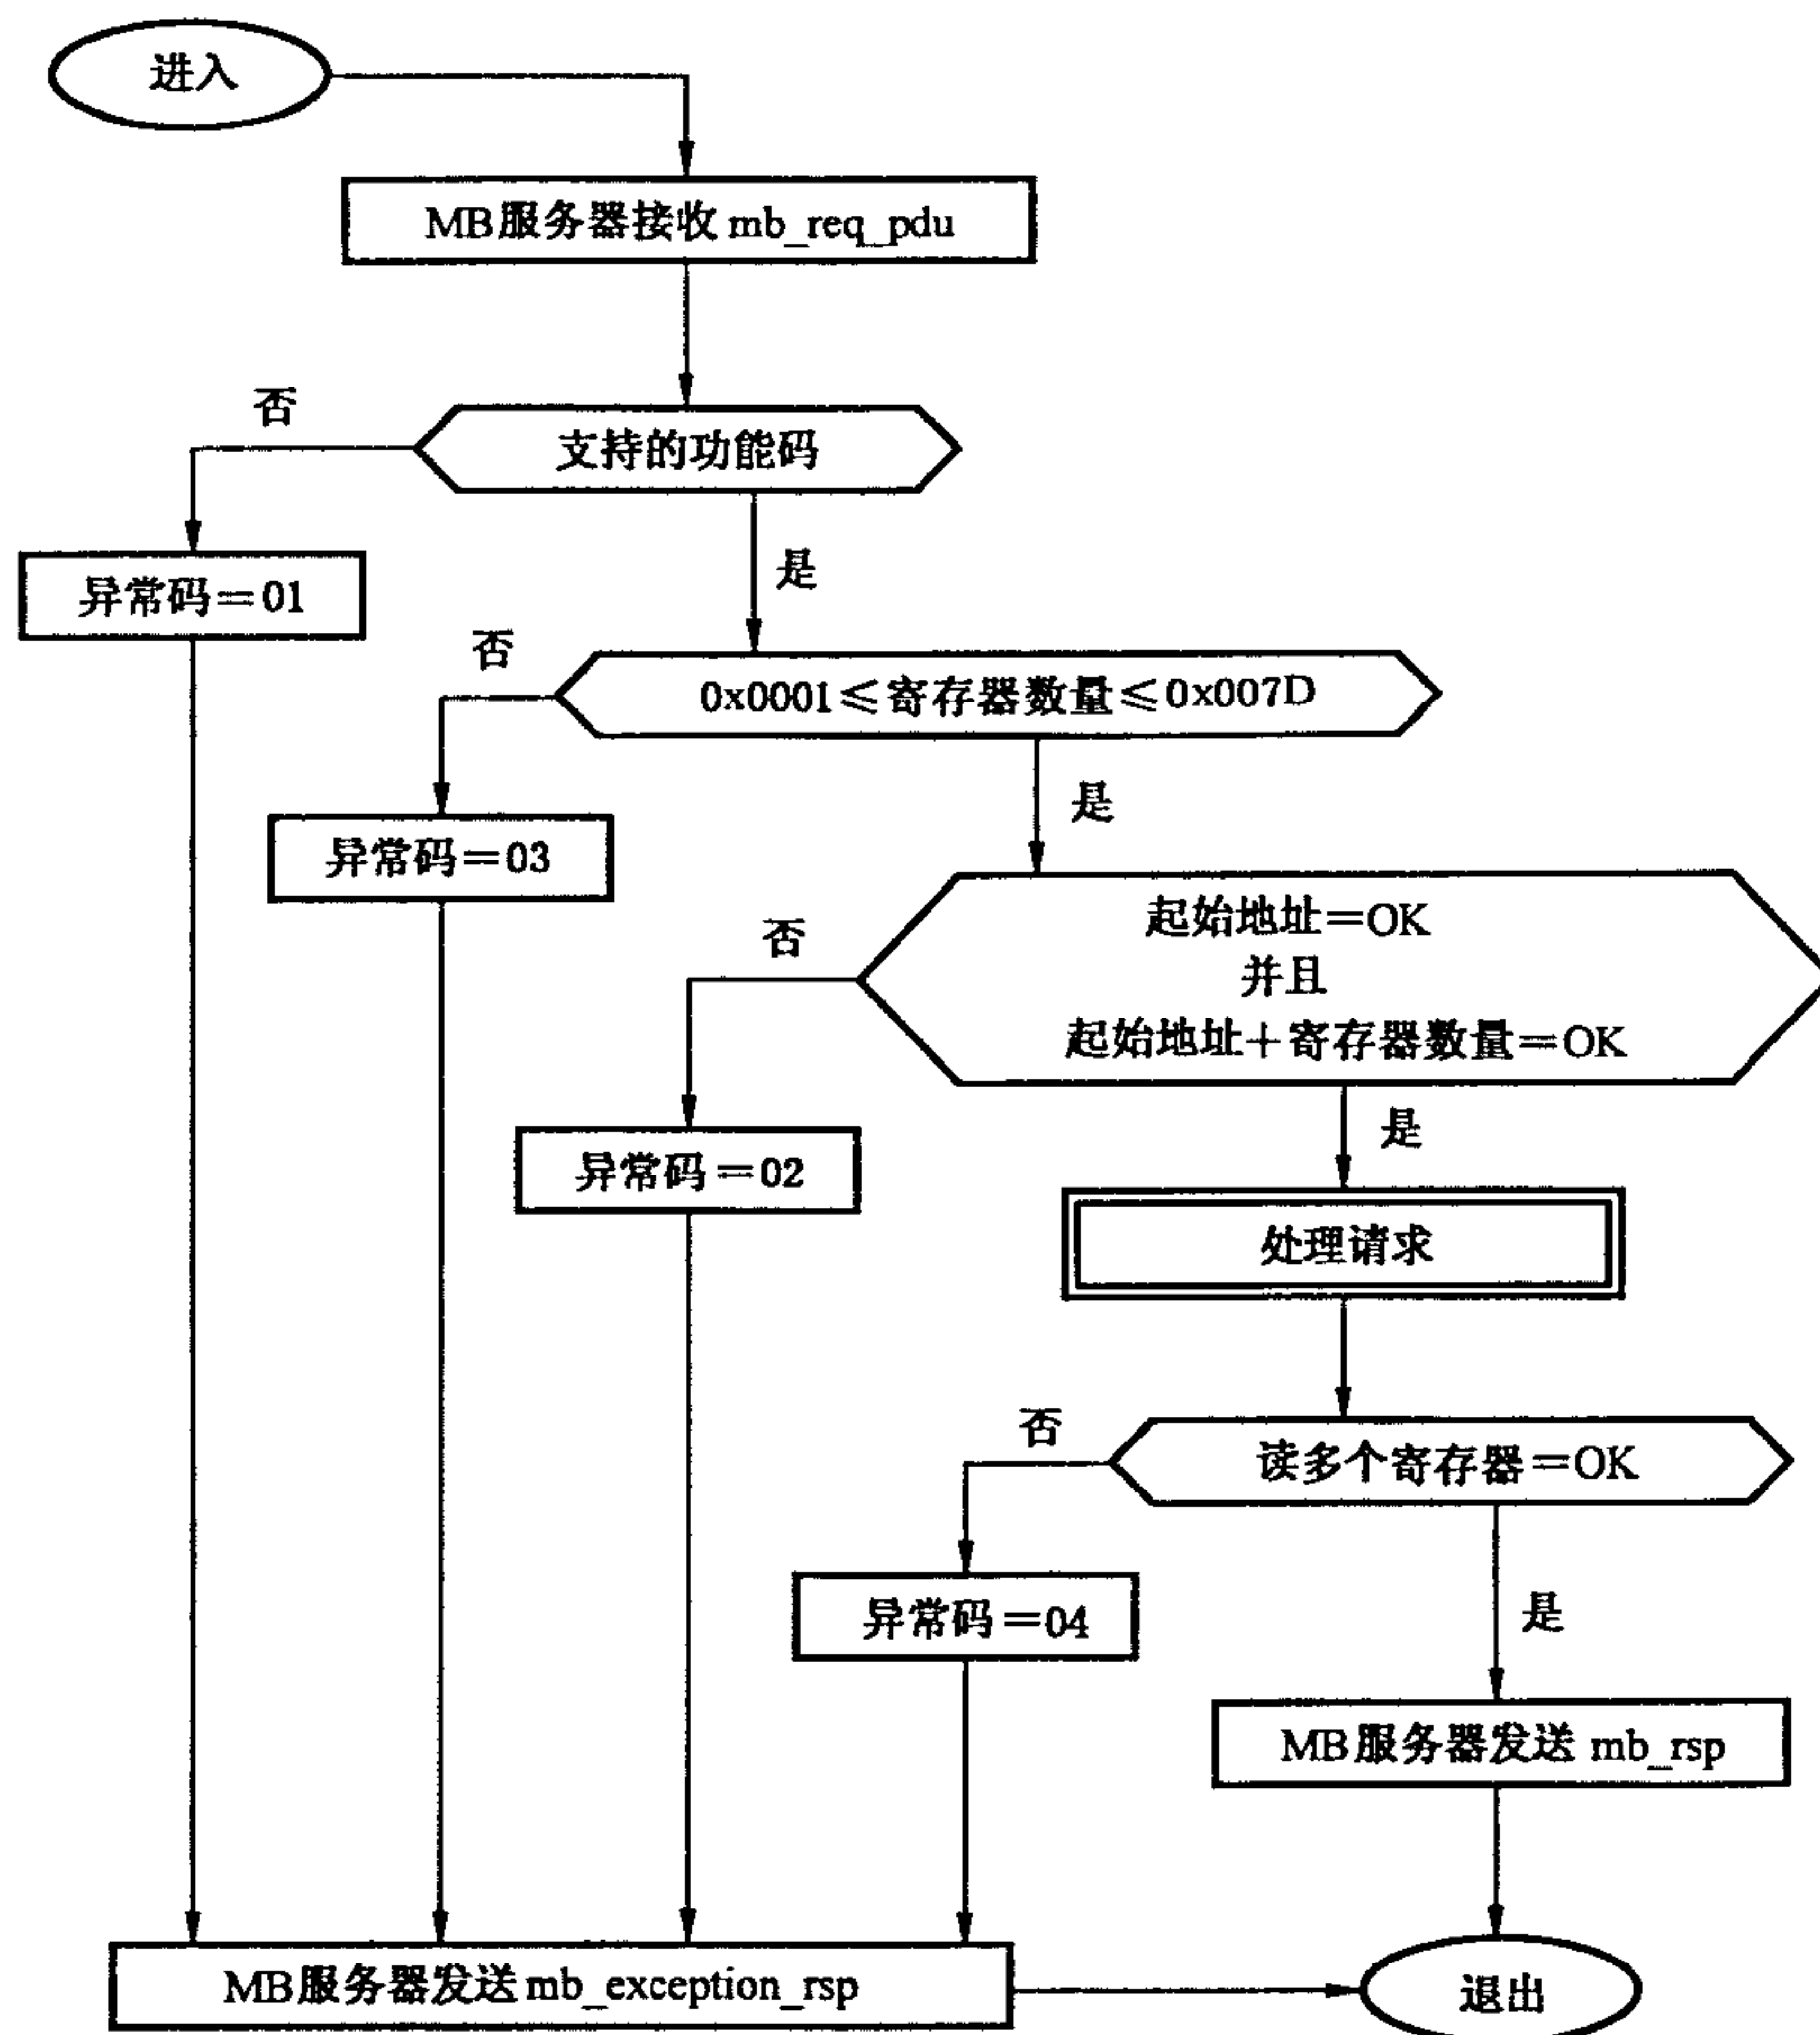 进入
MB服务器接收 mb_req_pdu
否
支持的功能码
是
异常码=01
否
0x0001≤寄存器数量≤0x007D
是
异常码=03
否
起始地址=OK
并且
起始地址+寄存器数量=OK
是
异常码=02
处理请求
否
读多个寄存器=OK
异常码=04
是
MB服务器发送 mb_rsp
MB服务器发送 mb_exception_rsp
退出